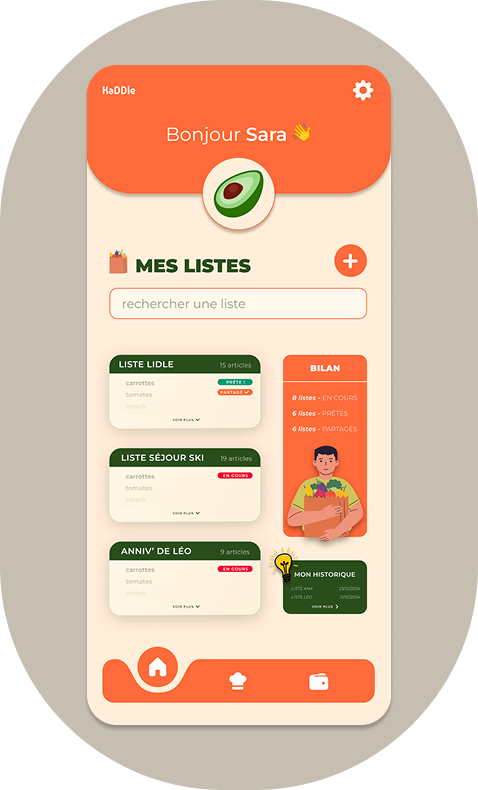 KaDDle
Bonjour Sara
MES LISTES
rechercher une liste
LISTE LIDLE 15 articles
carrottes PRÊTE !
tomates PARTAGÉ
steack
VOIR PLUS
LISTE SÉJOUR SKI 19 articles
carrottes EN COURS
tomates
steack
VOIR PLUS
ANNIV' DE LÉO 9 articles
carrottes EN COURS
tomates
steack
VOIR PLUS
BILAN
8 listes - EN COURS
6 listes - PRÊTES
6 listes - PARTAGÉS
MON HISTORIQUE
LISTE ANA 23/12/2024
LISTE LÉO 13/12/2024
VOIR PLUS